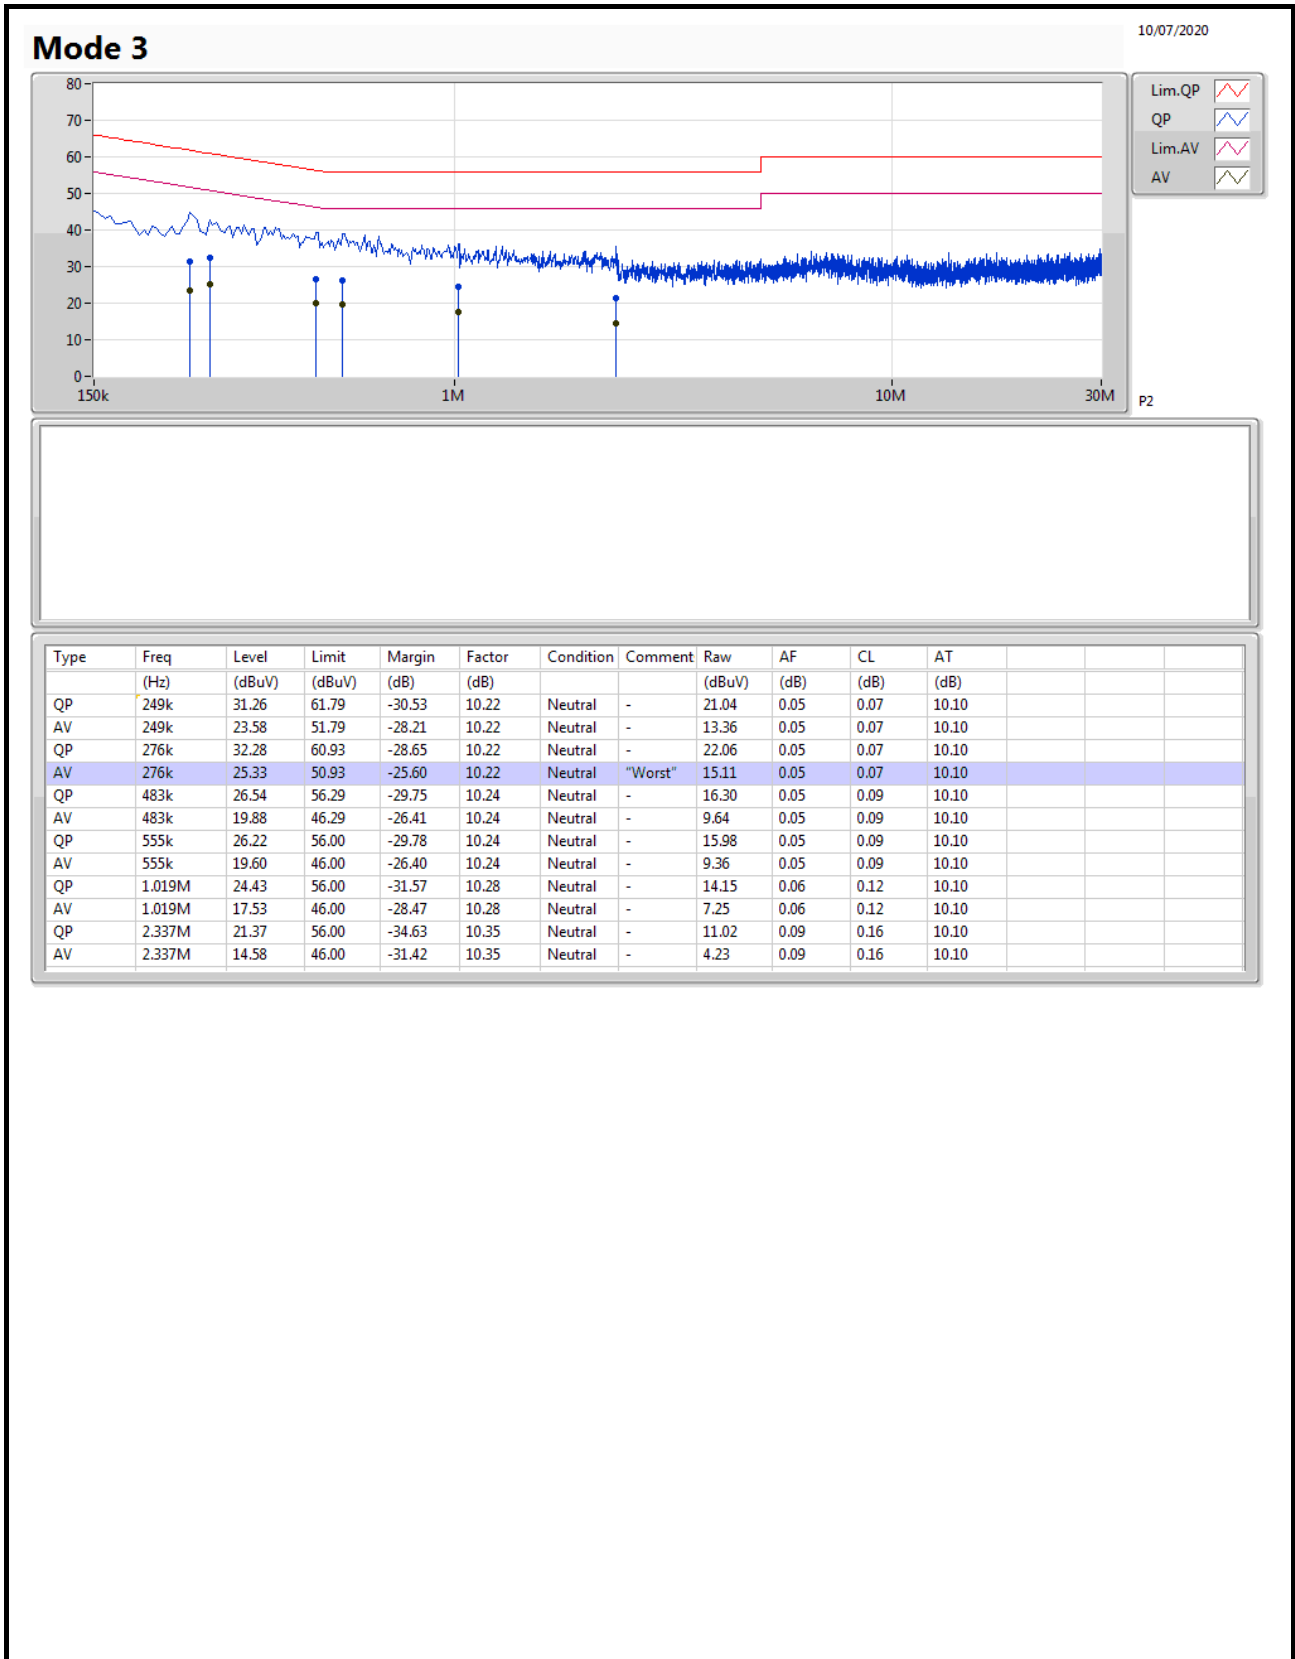 10/07/2020
Mode 3
80
70
60
50
40
30
20
10
0
150k 1M 10M 30M
Lim.QP
QP
Lim.AV
AV
P2
Type Freq Level Limit Margin Factor Condition Comment Raw AF CL AT
(Hz) (dBuV) (dBuV) (dB) (dB) (dBuV) (dB) (dB) (dB)
QP 249k 31.26 61.79 -30.53 10.22 Neutral - 21.04 0.05 0.07 10.10
AV 249k 23.58 51.79 -28.21 10.22 Neutral - 13.36 0.05 0.07 10.10
QP 276k 32.28 60.93 -28.65 10.22 Neutral - 22.06 0.05 0.07 10.10
AV 276k 25.33 50.93 -25.60 10.22 Neutral "Worst" 15.11 0.05 0.07 10.10
QP 483k 26.54 56.29 -29.75 10.24 Neutral - 16.30 0.05 0.09 10.10
AV 483k 19.88 46.29 -26.41 10.24 Neutral - 9.64 0.05 0.09 10.10
QP 555k 26.22 56.00 -29.78 10.24 Neutral - 15.98 0.05 0.09 10.10
AV 555k 19.60 46.00 -26.40 10.24 Neutral - 9.36 0.05 0.09 10.10
QP 1.019M 24.43 56.00 -31.57 10.28 Neutral - 14.15 0.06 0.12 10.10
AV 1.019M 17.53 46.00 -28.47 10.28 Neutral - 7.25 0.06 0.12 10.10
QP 2.337M 21.37 56.00 -34.63 10.35 Neutral - 11.02 0.09 0.16 10.10
AV 2.337M 14.58 46.00 -31.42 10.35 Neutral - 4.23 0.09 0.16 10.10